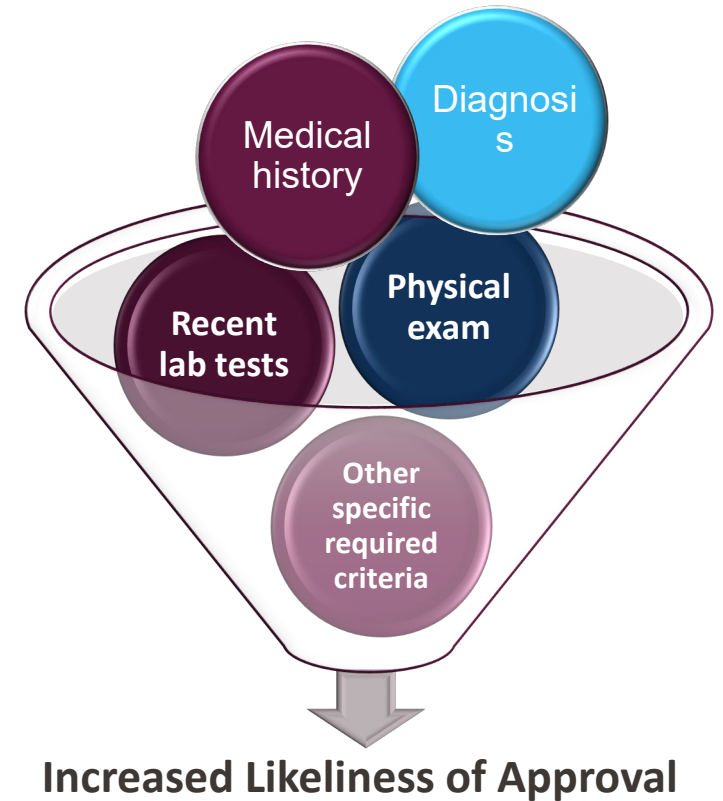 Medical
history
Diagnosi
s
Recent
lab tests
Physical
exam
Other
specific
required
criteria
Increased Likeliness of Approval